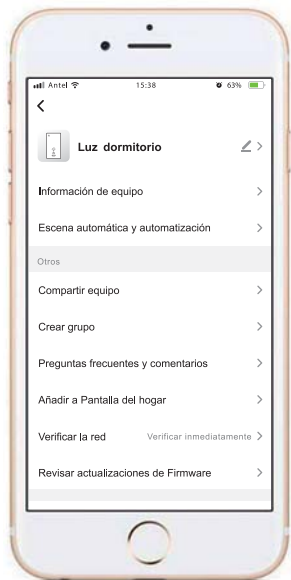 Antel 15:38 63%
Luz dormitorio
Información de equipo
Escena automática y automatización
Otros
Compartir equipo
Crear grupo
Preguntas frecuentes y comentarios
Añadir a Pantalla del hogar
Verificar la red Verificar inmediatamente
Revisar actualizaciones de Firmware